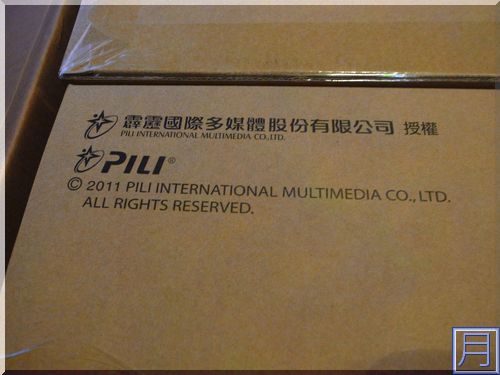 霹靂國際多媒體股份有限公司 授權
PILI INTERNATIONAL MULTIMEDIA CO., LTD.
PILI®
© 2011 PILI INTERNATIONAL MULTIMEDIA CO., LTD.
ALL RIGHTS RESERVED.
月